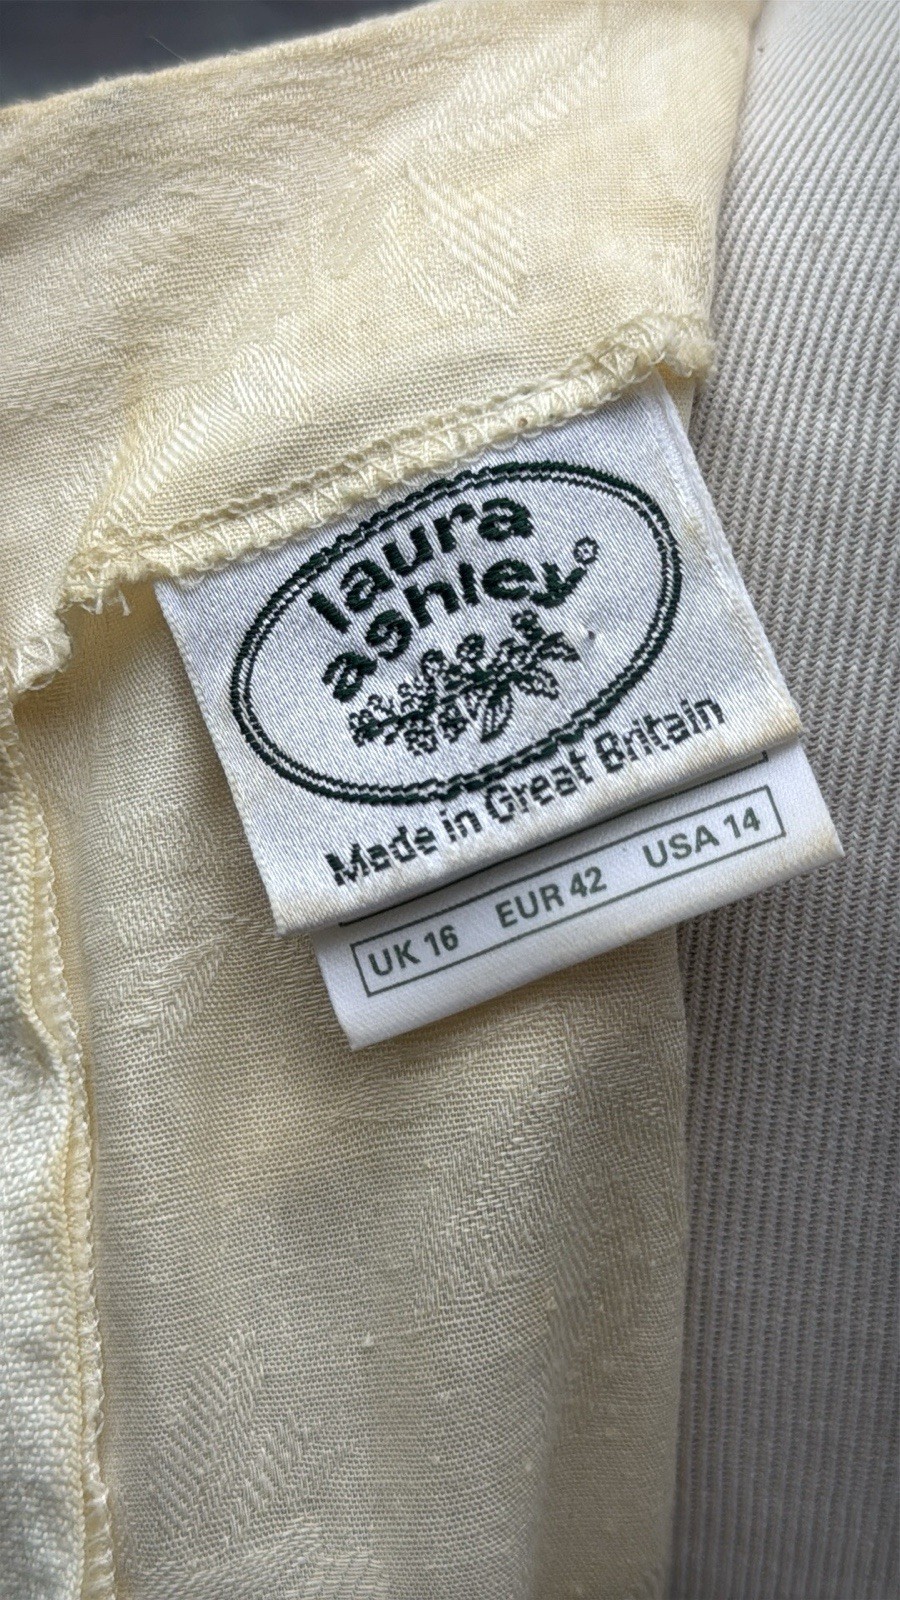 laura
ashley®
Made in Great Britain
UK 16 EUR 42 USA 14